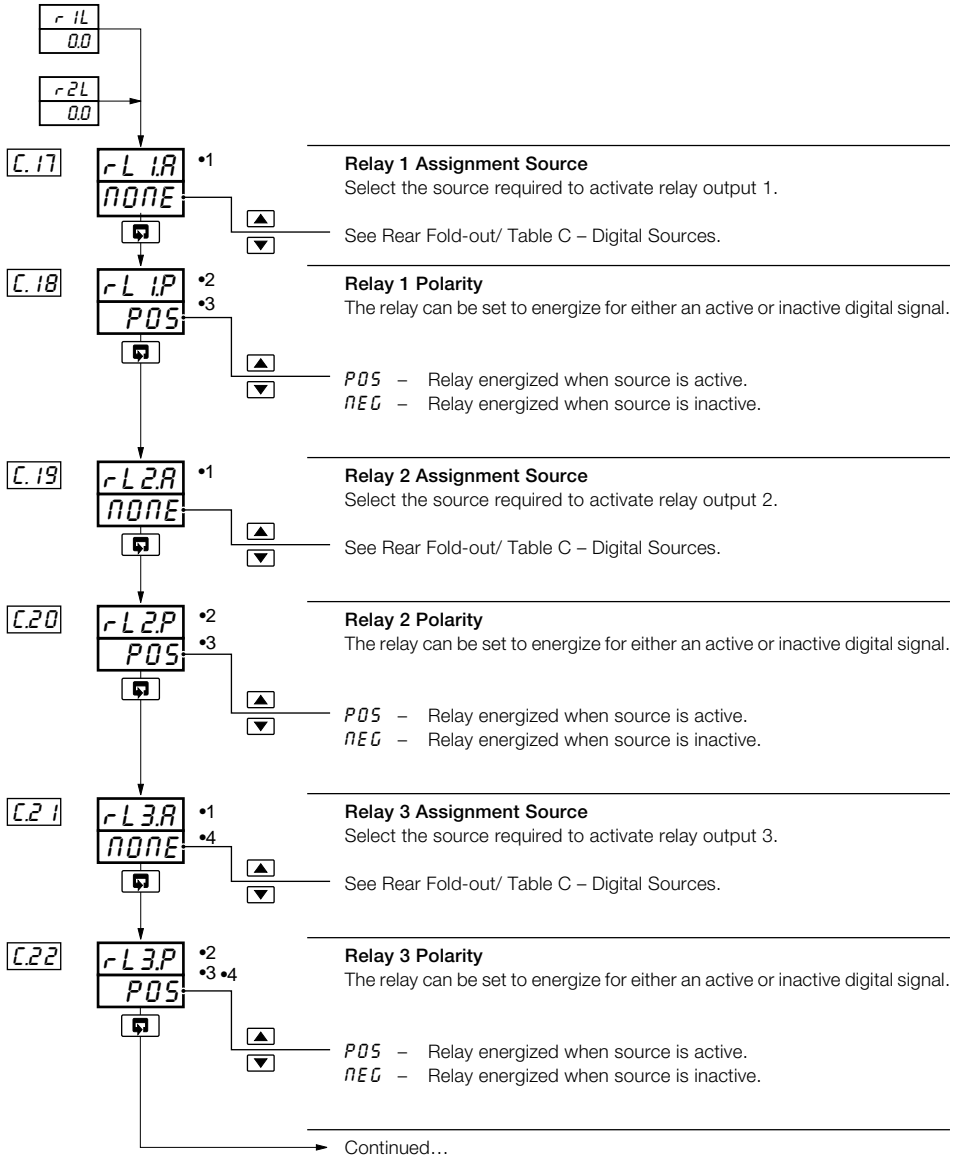 r 1L
0.0
r 2L
0.0
C.17
rL 1.A •1
NONE
Relay 1 Assignment Source
Select the source required to activate relay output 1.
See Rear Fold-out/ Table C – Digital Sources.
C.18
rL 1.P •2
POS •3
Relay 1 Polarity
The relay can be set to energize for either an active or inactive digital signal.
POS – Relay energized when source is active.
NEG – Relay energized when source is inactive.
C.19
rL 2.A •1
NONE
Relay 2 Assignment Source
Select the source required to activate relay output 2.
See Rear Fold-out/ Table C – Digital Sources.
C.20
rL 2.P •2
POS •3
Relay 2 Polarity
The relay can be set to energize for either an active or inactive digital signal.
POS – Relay energized when source is active.
NEG – Relay energized when source is inactive.
C.21
rL 3.A •1
NONE •4
Relay 3 Assignment Source
Select the source required to activate relay output 3.
See Rear Fold-out/ Table C – Digital Sources.
C.22
rL 3.P •2
POS •3 •4
Relay 3 Polarity
The relay can be set to energize for either an active or inactive digital signal.
POS – Relay energized when source is active.
NEG – Relay energized when source is inactive.
Continued…